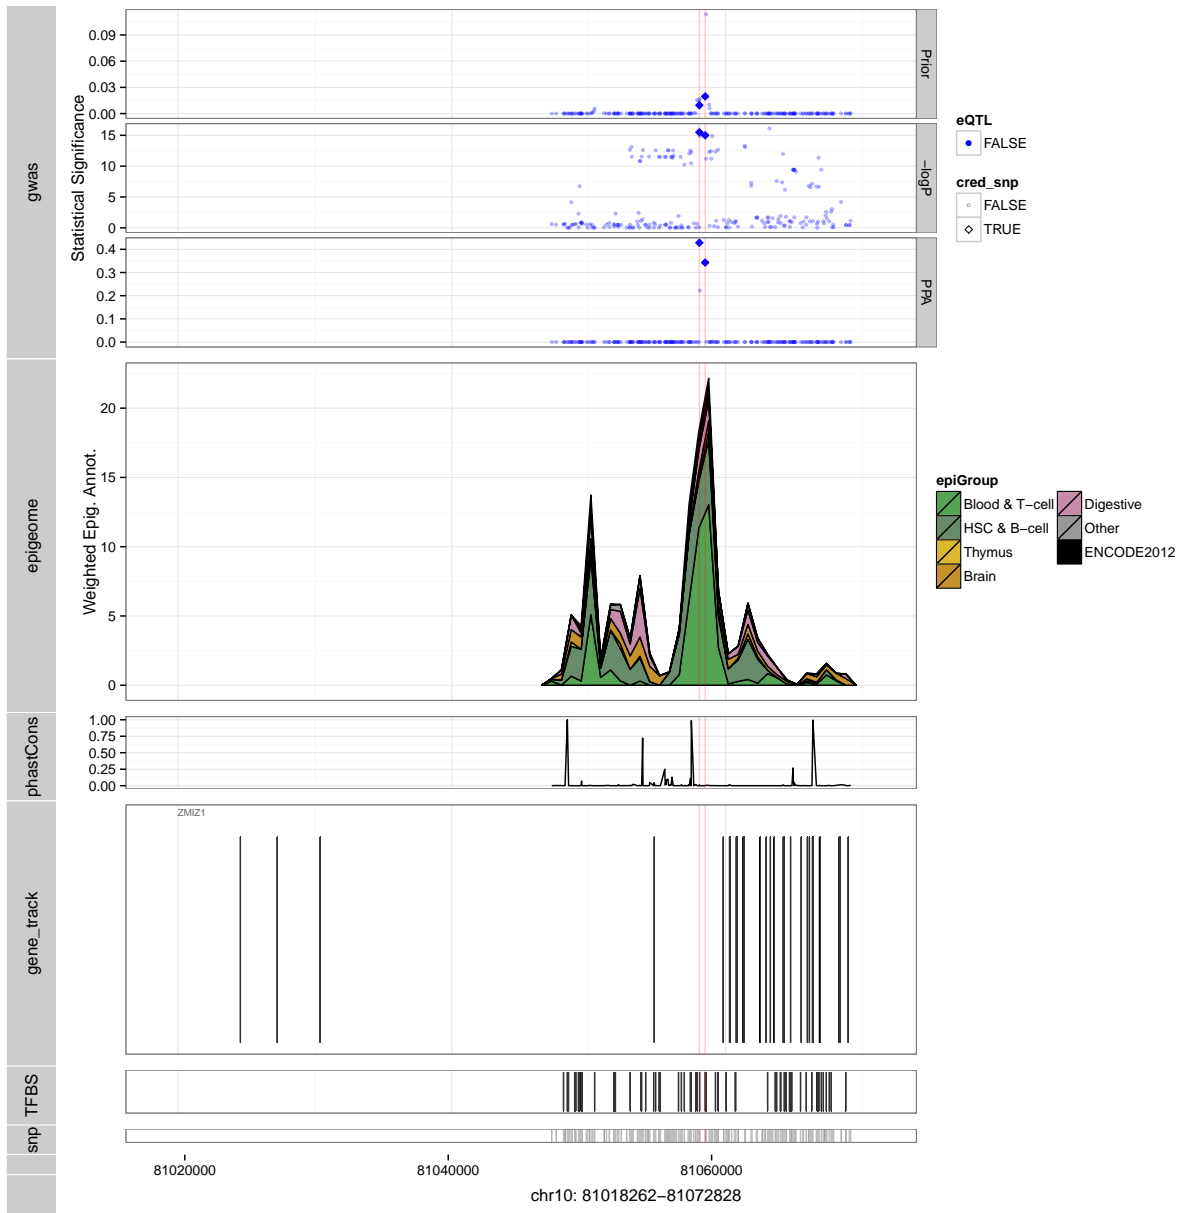 gwas
Statistical Significance
0.09
0.06
0.03
0.00
Prior
15
10
5
0
−logP
0.4
0.3
0.2
0.1
0.0
PPA
eQTL
FALSE
cred_snp
FALSE
TRUE
epigeome
Weighted Epig. Annot.
20
15
10
5
0
epiGroup
Blood & T−cell
HSC & B−cell
Thymus
Brain
Digestive
Other
ENCODE2012
phastCons
1.00
0.75
0.50
0.25
0.00
gene_track
ZMIZ1
TFBS
snp
81020000
81040000
81060000
chr10: 81018262−81072828